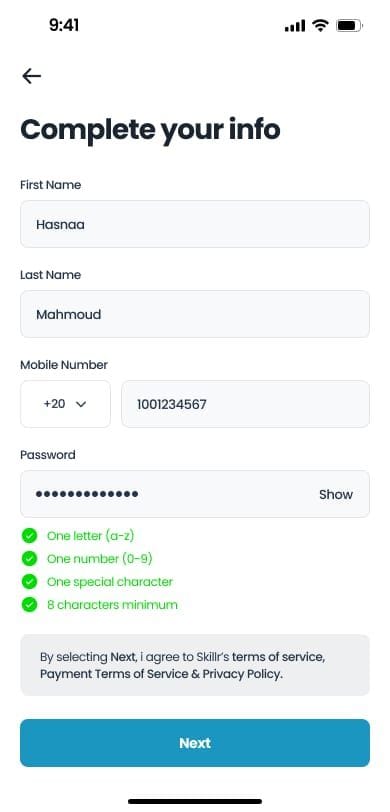 9:41
Complete your info
First Name
Hasnaa
Last Name
Mahmoud
Mobile Number
+20 1001234567
Password
••••••••••••• Show
One letter (a-z)
One number (0-9)
One special character
8 characters minimum
By selecting Next, i agree to Skillr's terms of service,
Payment Terms of Service & Privacy Policy.
Next